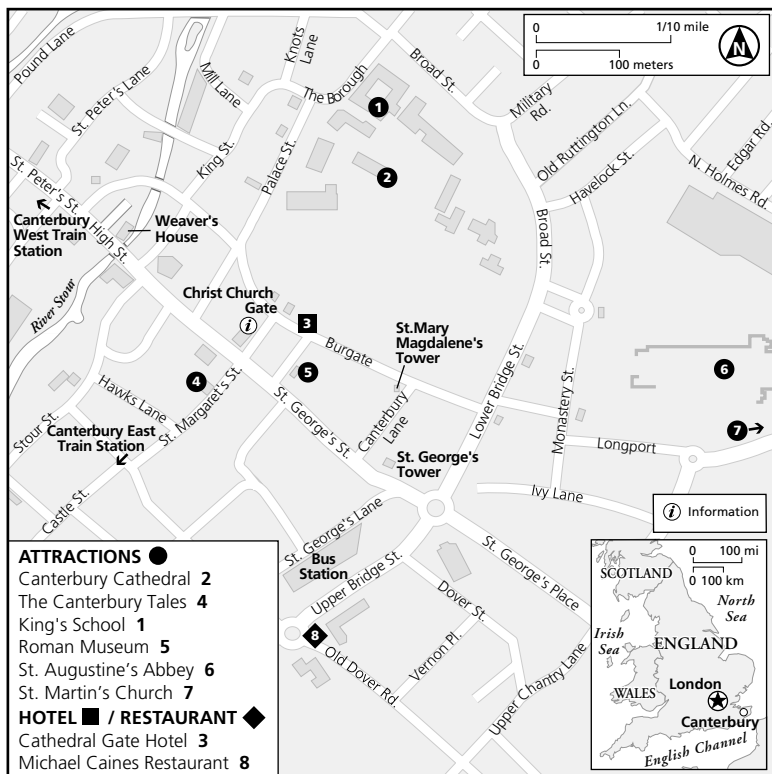 Pound Lane
St. Peter's Lane
Mill Lane
Knots
Lane
The Borough
Broad St.
Military
Rd.
0 1/10 mile
0 100 meters
N
Old Ruttington Ln.
Edgar Rd.
Havelock St.
N. Holmes Rd.
King St.
Palace St.
1
2
St. Peter's St.
High St.
Canterbury
West Train
Station
Weaver's
House
River Stour
Broad St.
Christ Church
Gate
i
3
Burgate
St.Mary
Magdalene's
Tower
Lower Bridge St.
4
5
6
7
Hawks Lane
Stour St.
St. Margaret's St.
St. George's St.
Canterbury
Lane
Monastery St.
Longport
Canterbury East
Train Station
St. George's
Tower
Ivy Lane
Castle St.
St. George's Lane
Bus
Station
Upper Bridge St.
St. George's Place
Dover St.
8
Old Dover Rd.
Vernon Pl.
Upper Chantry Lane
i Information
ATTRACTIONS
Canterbury Cathedral 2
The Canterbury Tales 4
King's School 1
Roman Museum 5
St. Augustine's Abbey 6
St. Martin's Church 7
HOTEL / RESTAURANT
Cathedral Gate Hotel 3
Michael Caines Restaurant 8
0 100 mi
0 100 km
SCOTLAND
North
Sea
Irish
Sea
ENGLAND
WALES
London
Canterbury
English Channel